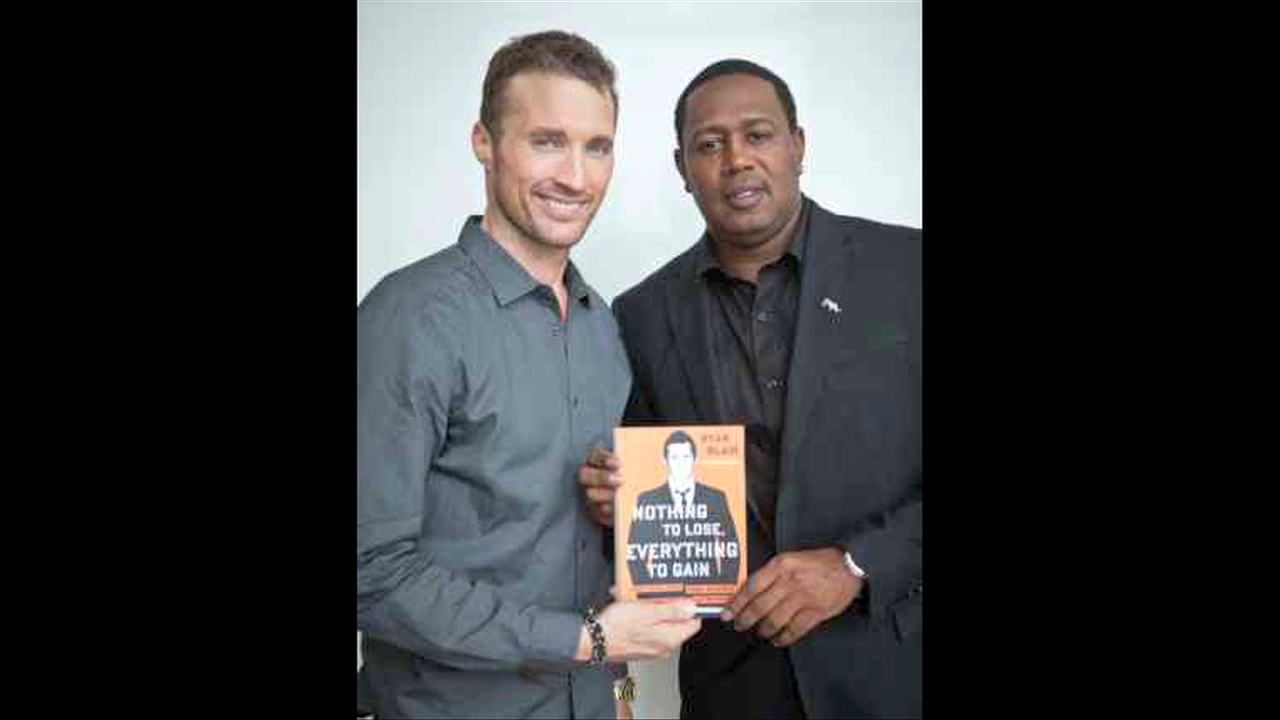 RYAN
BLAIR
NOTHING
TO LOSE,
EVERYTHING
TO GAIN